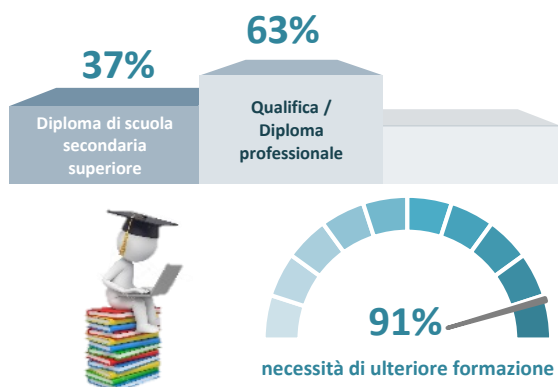 37%
63%
Diploma di scuola
secondaria
superiore
Qualifica /
Diploma
professionale
91%
necessità di ulteriore formazione